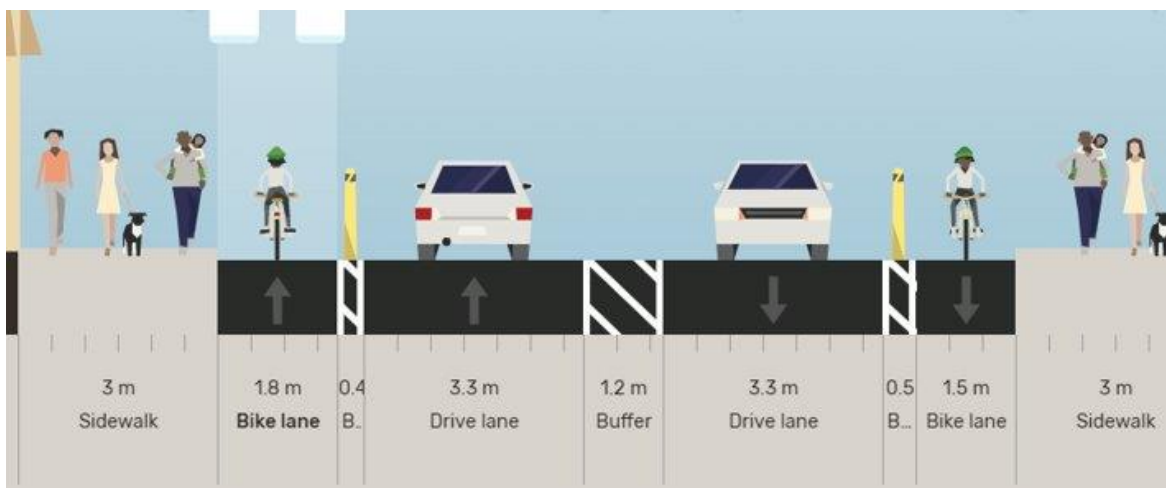 3 m
Sidewalk
1.8 m
Bike lane
0.4
B..
3.3 m
Drive lane
1.2 m
Buffer
3.3 m
Drive lane
0.5
B...
1.5 m
Bike lane
3 m
Sidewalk